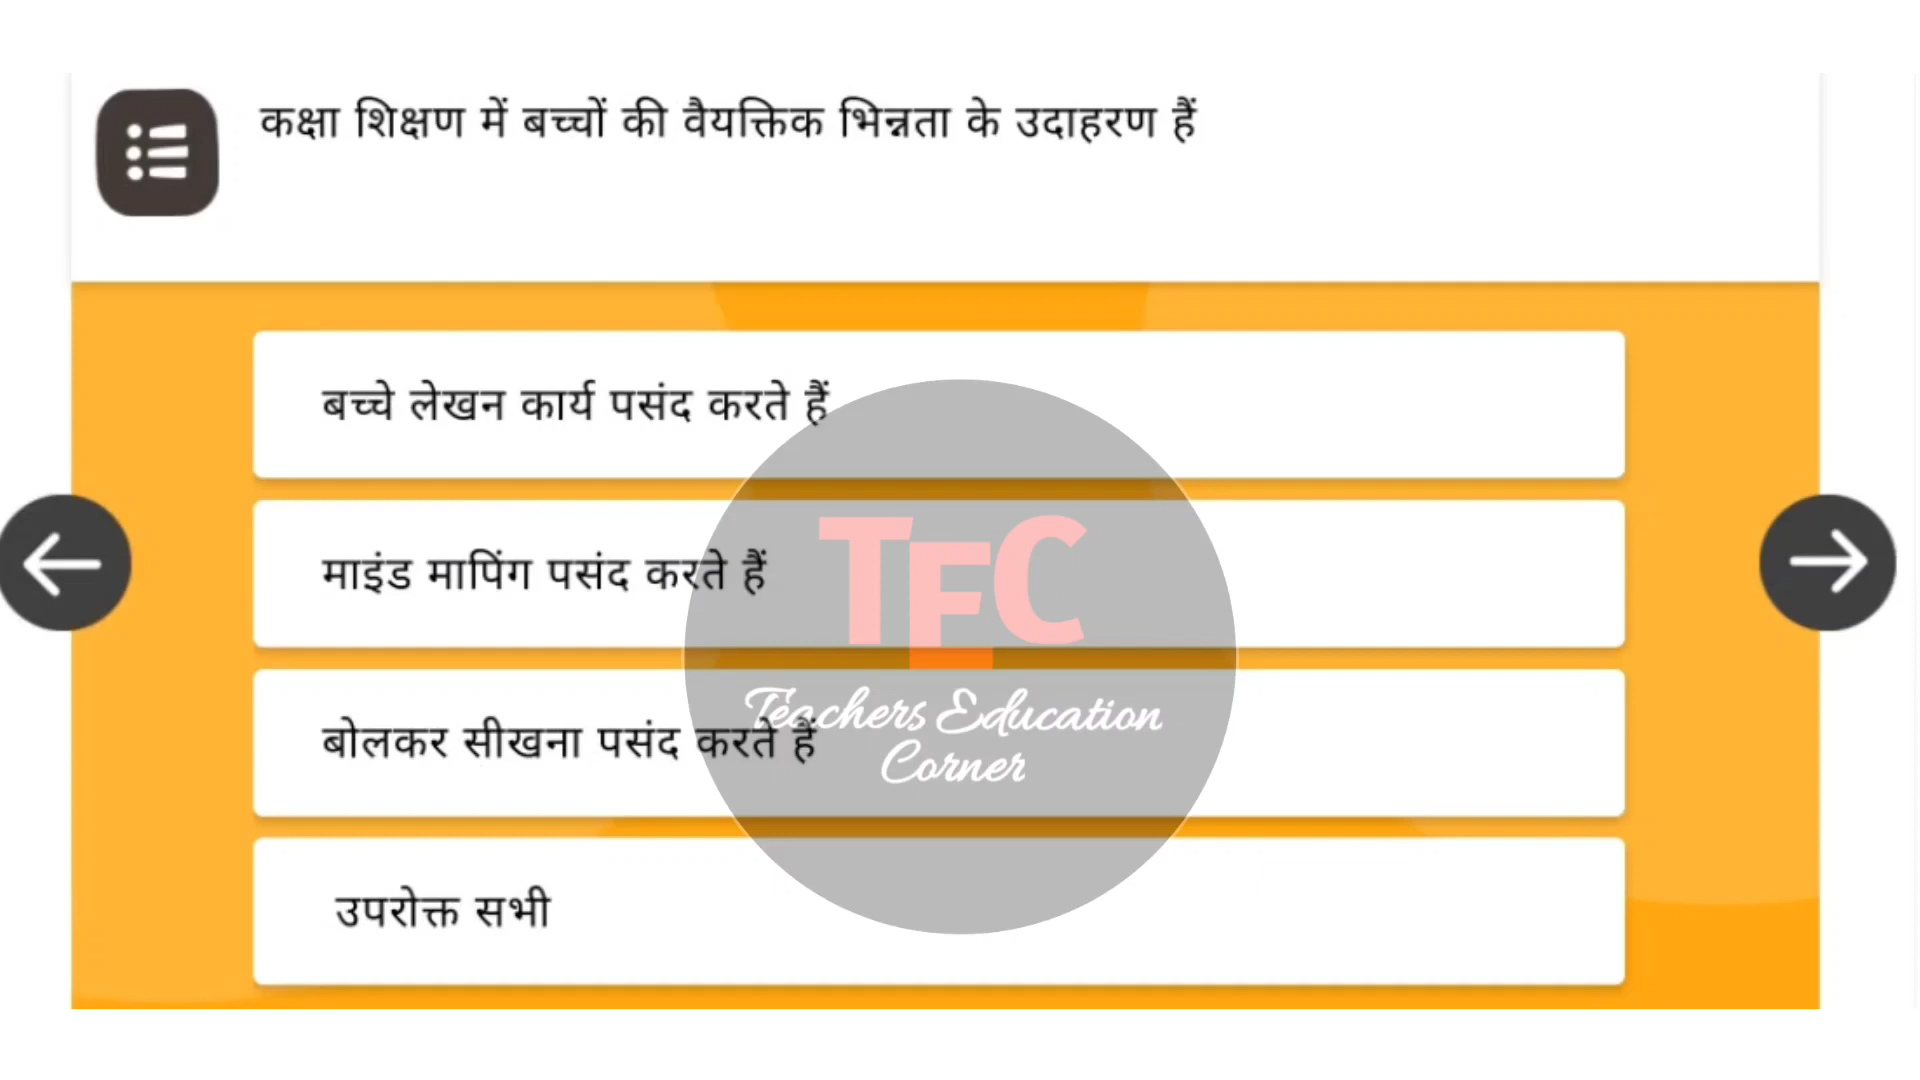 कक्षा शिक्षण में बच्चों की वैयक्तिक भिन्नता के उदाहरण हैं
बच्चे लेखन कार्य पसंद करते हैं
माइंड मापिंग पसंद करते हैं
TEC
Teachers Education
Corner
बोलकर सीखना पसंद करते हैं
उपरोक्त सभी